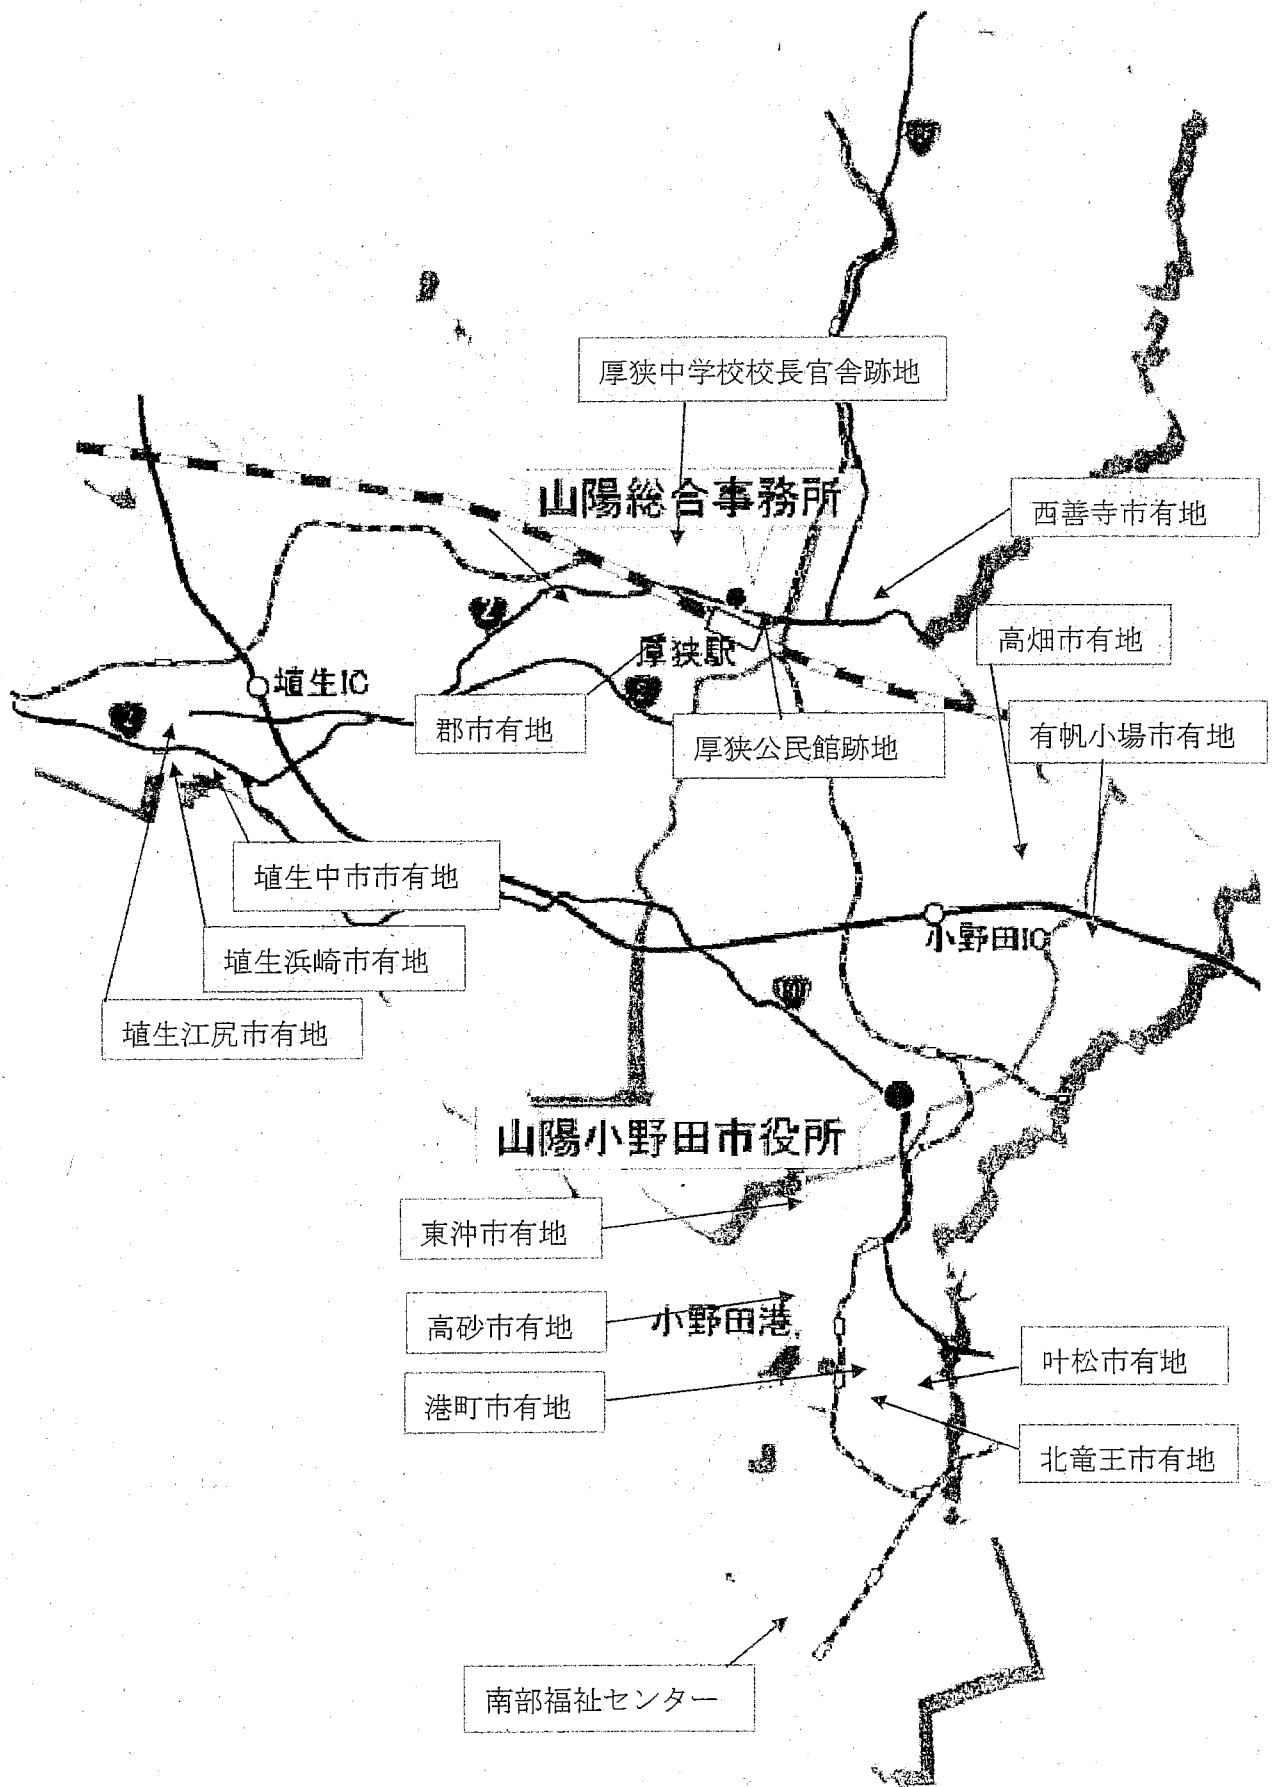 厚狭中学校校長官舎跡地
山陽総合事務所
西善寺市有地
2
高畑市有地
厚狭駅
埴生IC
2
郡市有地
厚狭公民館跡地
有帆小場市有地
埴生中市市有地
小野田IC
埴生浜崎市有地
埴生江尻市有地
山陽小野田市役所
東沖市有地
高砂市有地
小野田港
叶松市有地
港町市有地
北竜王市有地
南部福祉センター